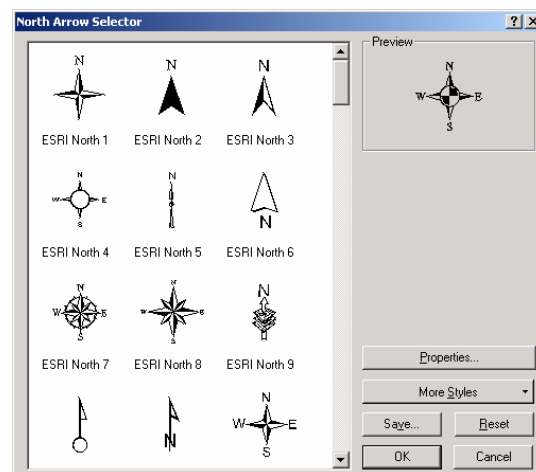 North Arrow Selector
Preview
N
W E
S
N
N
N
ESRI North 1
ESRI North 2
ESRI North 3
N
W E
S
N
S
N
ESRI North 4
ESRI North 5
ESRI North 6
N
W E
S
N
W E
S
N
ESRI North 7
ESRI North 8
ESRI North 9
N
N
W E
S
Properties...
More Styles
Save...
Reset
OK
Cancel